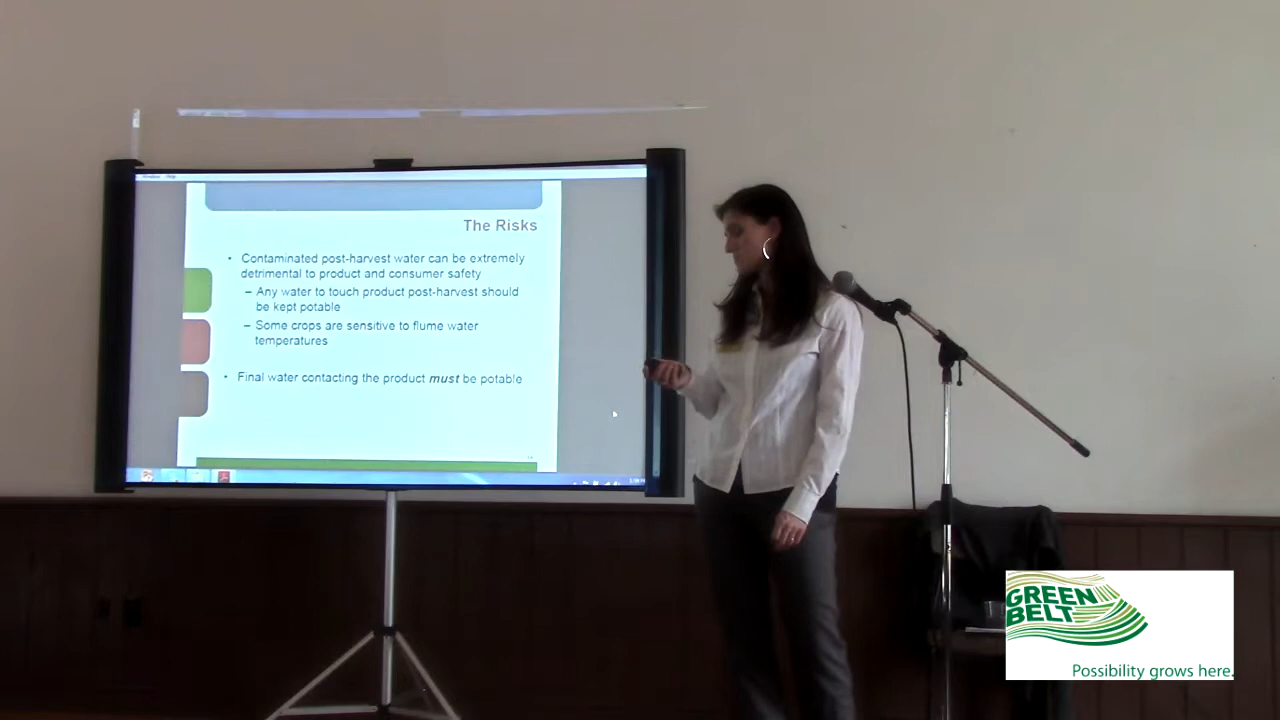 Window Help
The Risks
• Contaminated post-harvest water can be extremely
detrimental to product and consumer safety
– Any water to touch product post-harvest should
be kept potable
– Some crops are sensitive to flume water
temperatures
• Final water contacting the product must be potable
GREEN
BELT
Possibility grows here.